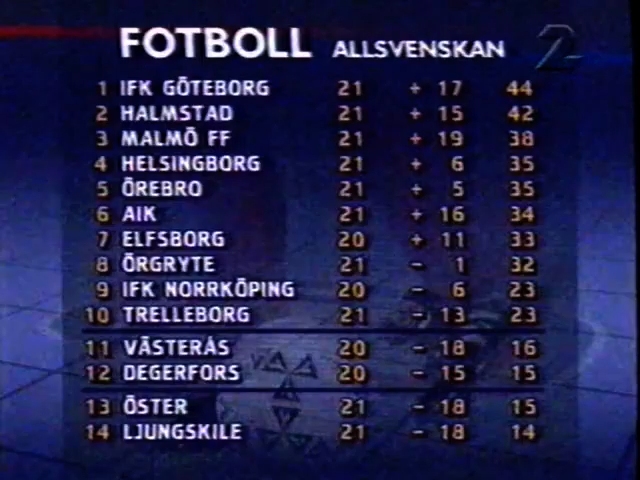 FOTBOLL ALLSVENSKAN 2
1 IFK GÖTEBORG 21 + 17 44
2 HALMSTAD 21 + 15 42
3 MALMÖ FF 21 + 19 38
4 HELSINGBORG 21 + 6 35
5 ÖREBRO 21 + 5 35
6 AIK 21 + 16 34
7 ELFSBORG 20 + 11 33
8 ÖRGRYTE 21 - 1 32
9 IFK NORRKÖPING 20 - 6 23
10 TRELLEBORG 21 - 13 23
11 VÄSTERÅS 20 - 18 16
12 DEGERFORS 20 - 15 15
13 ÖSTER 21 - 18 15
14 LJUNGSKILE 21 - 18 14